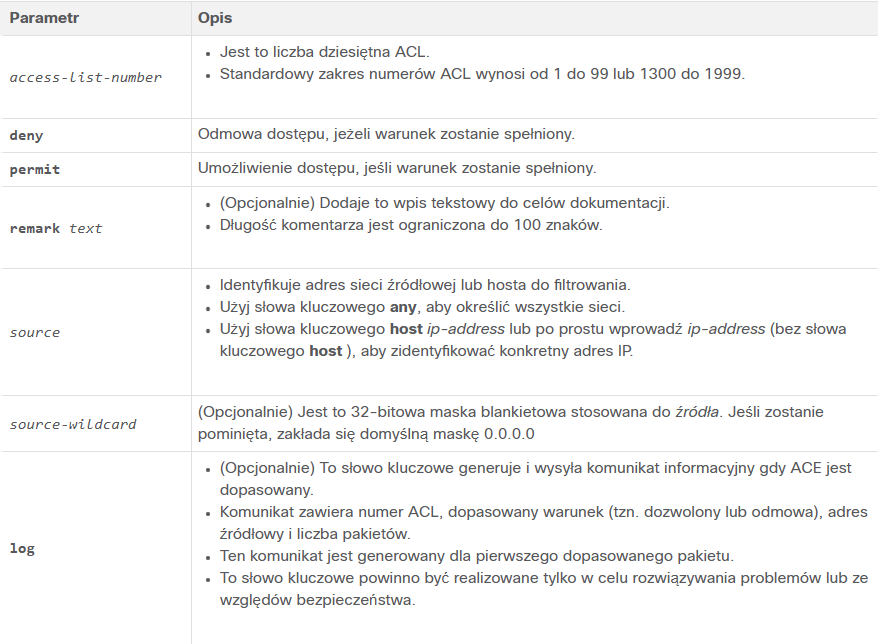 Parametr Opis
access-list-number
• Jest to liczba dziesiętna ACL.
• Standardowy zakres numerów ACL wynosi od 1 do 99 lub 1300 do 1999.
deny Odmowa dostępu, jeżeli warunek zostanie spełniony.
permit Umożliwienie dostępu, jeśli warunek zostanie spełniony.
remark text
• (Opcjonalnie) Dodaje to wpis tekstowy do celów dokumentacji.
• Długość komentarza jest ograniczona do 100 znaków.
source
• Identyfikuje adres sieci źródłowej lub hosta do filtrowania.
• Użyj słowa kluczowego any, aby określić wszystkie sieci.
• Użyj słowa kluczowego host ip-address lub po prostu wprowadź ip-address (bez słowa
kluczowego host ), aby zidentyfikować konkretny adres IP.
source-wildcard
(Opcjonalnie) Jest to 32-bitowa maska blankietowa stosowana do źródła. Jeśli zostanie
pominięta, zakłada się domyślną maskę 0.0.0.0
log
• (Opcjonalnie) To słowo kluczowe generuje i wysyła komunikat informacyjny gdy ACE jest
dopasowany.
• Komunikat zawiera numer ACL, dopasowany warunek (tzn. dozwolony lub odmowa), adres
źródłowy i liczba pakietów.
• Ten komunikat jest generowany dla pierwszego dopasowanego pakietu.
• To słowo kluczowe powinno być realizowane tylko w celu rozwiązywania problemów lub ze
względów bezpieczeństwa.